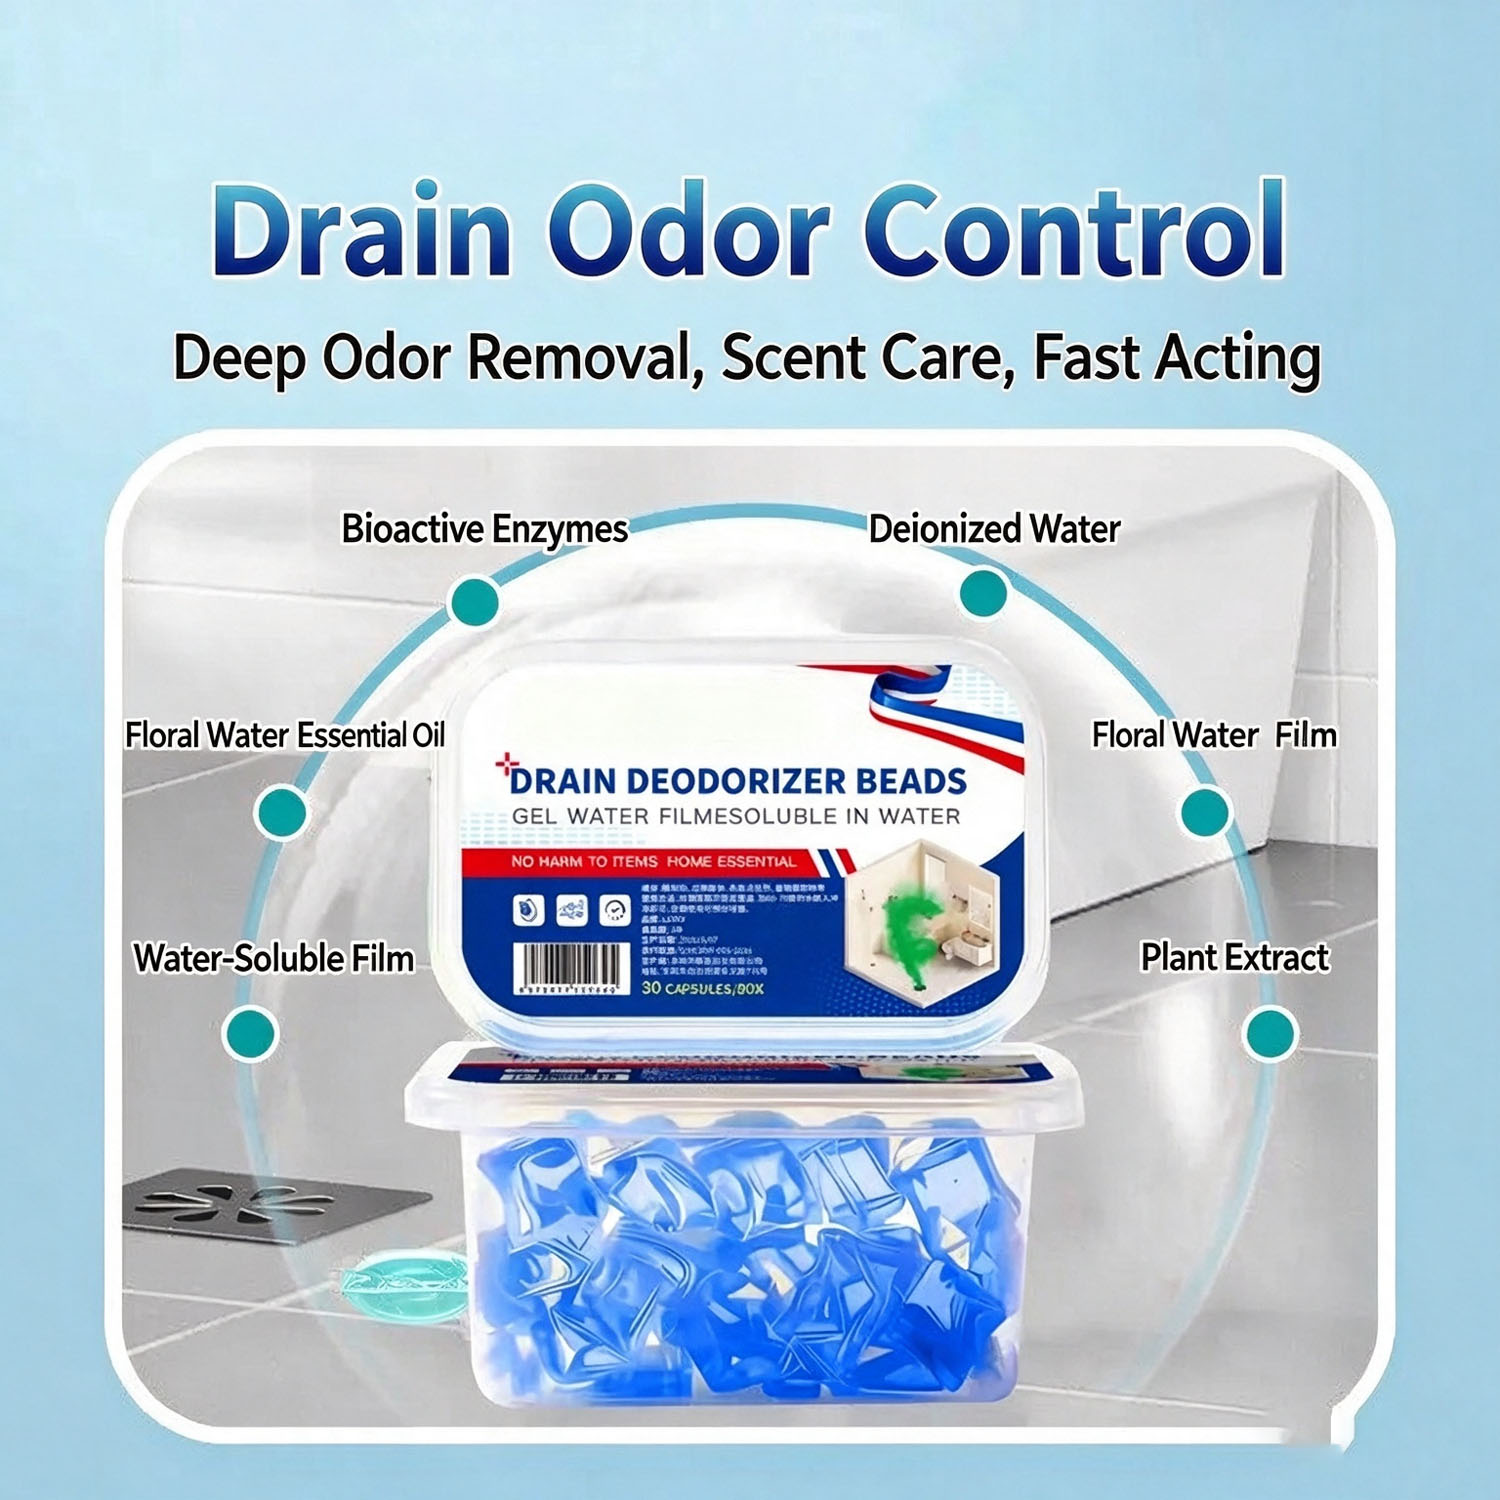 Drain Odor Control
Deep Odor Removal, Scent Care, Fast Acting
Bioactive Enzymes
Deionized Water
Floral Water Essential Oil
Floral Water Film
Water-Soluble Film
Plant Extract
DRAIN DEODORIZER BEADS
GEL WATER FILMESOLUBLE IN WATER
NO HARM TO ITEMS HOME ESSENTIAL
30 CAPSULES/BOX